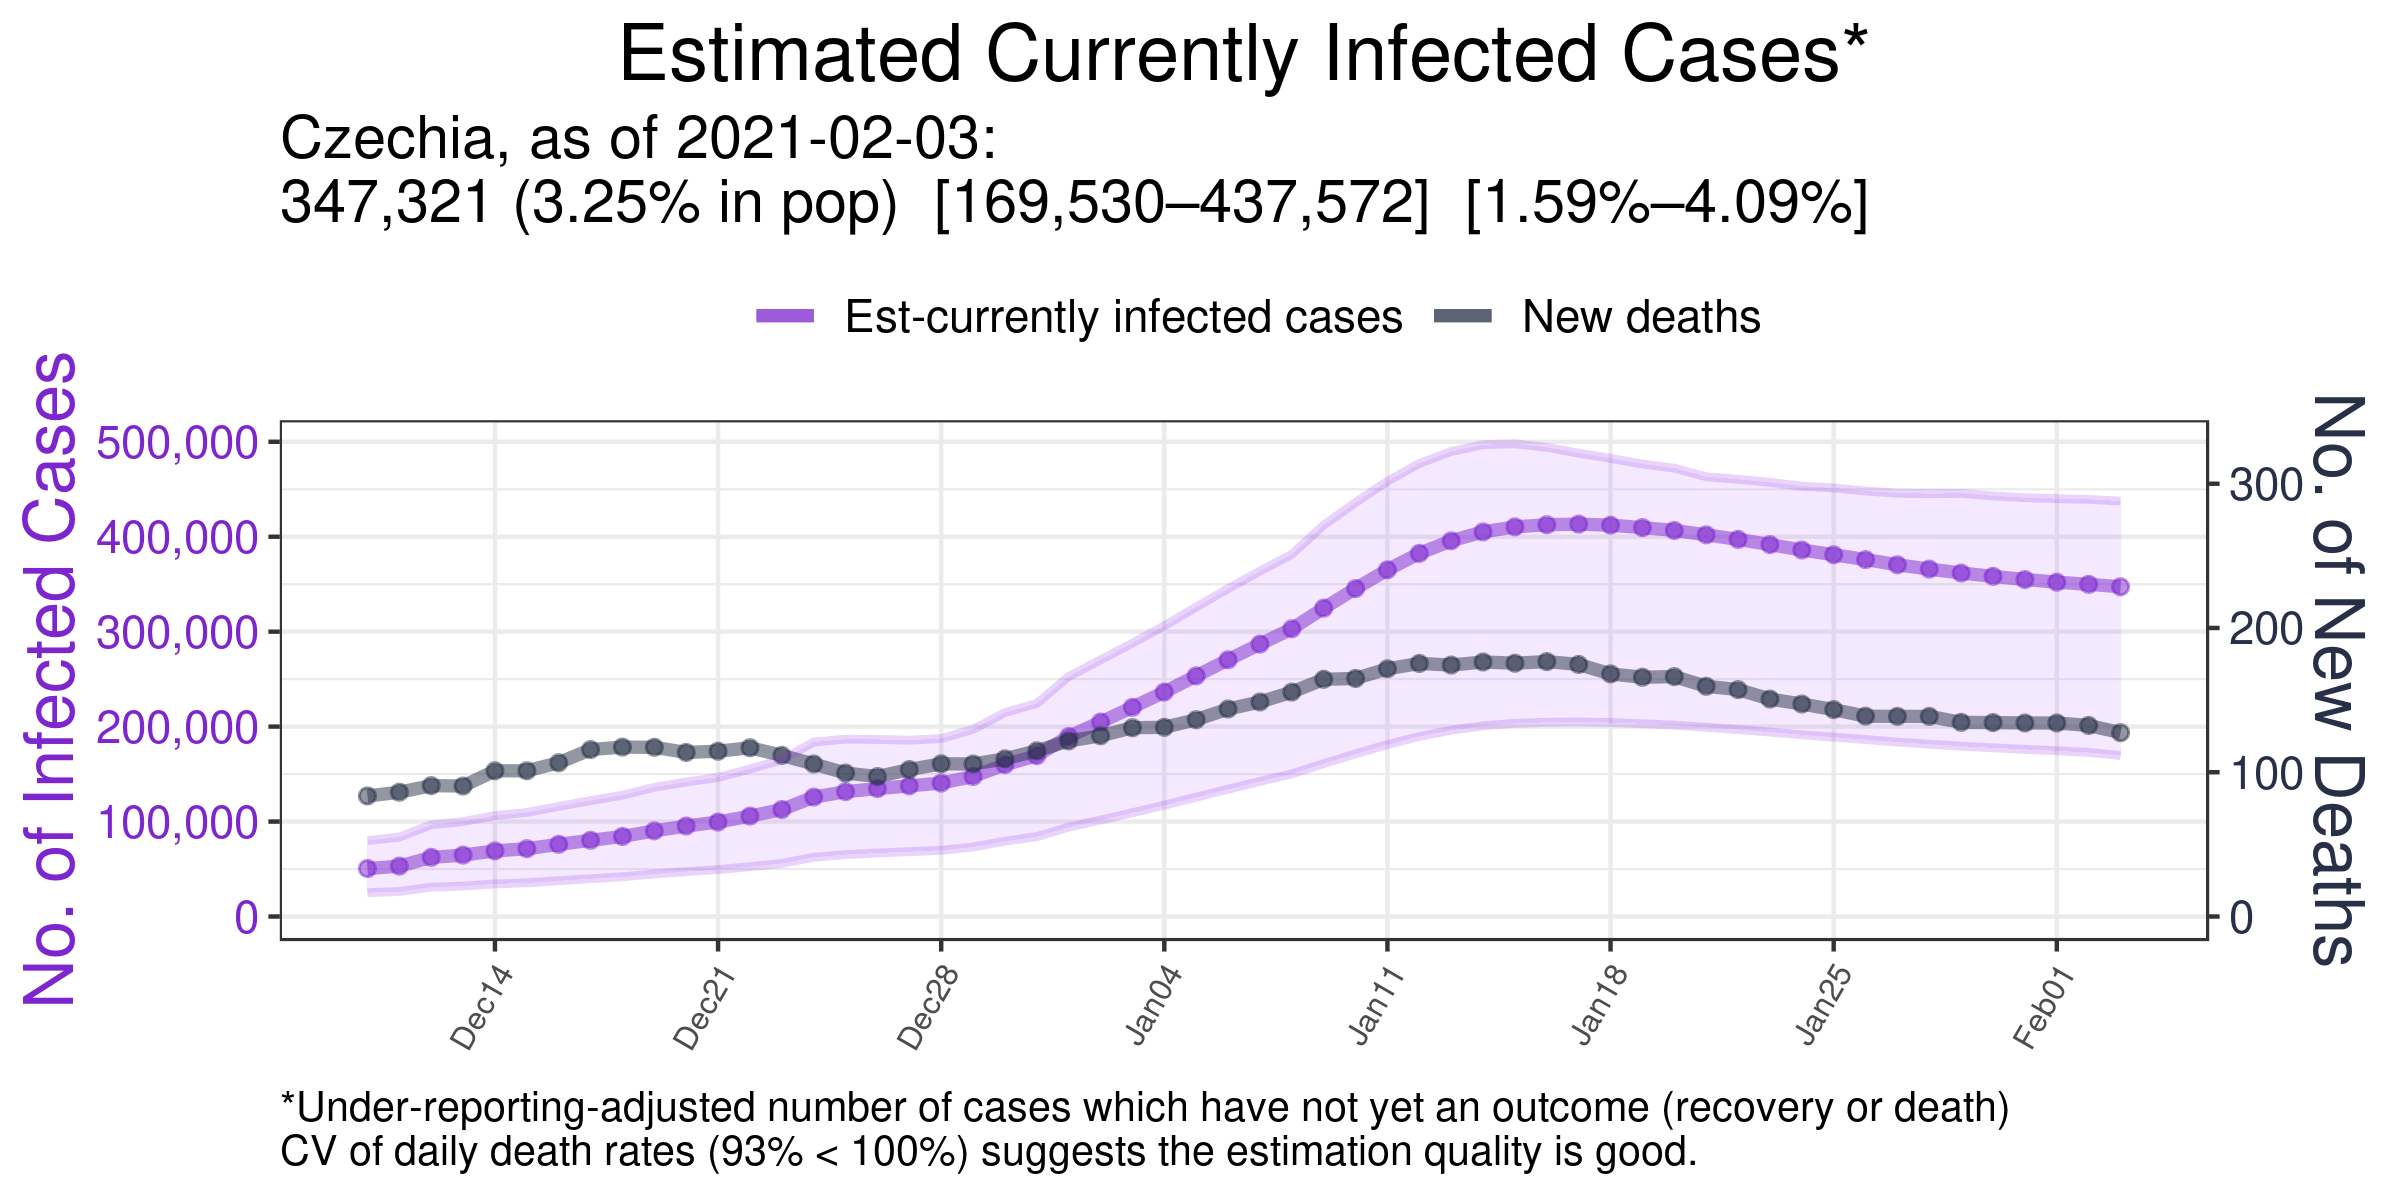 Estimated Currently Infected Cases*
Czechia, as of 2021-02-03:
347,321 (3.25% in pop)  [169,530–437,572]  [1.59%–4.09%]
Est-currently infected cases
New deaths
No. of Infected Cases
500,000
400,000
300,000
200,000
100,000
0
300
200
100
0
No. of New Deaths
Dec14
Dec21
Dec28
Jan04
Jan11
Jan18
Jan25
Feb01
*Under-reporting-adjusted number of cases which have not yet an outcome (recovery or death)
CV of daily death rates (93% < 100%) suggests the estimation quality is good.